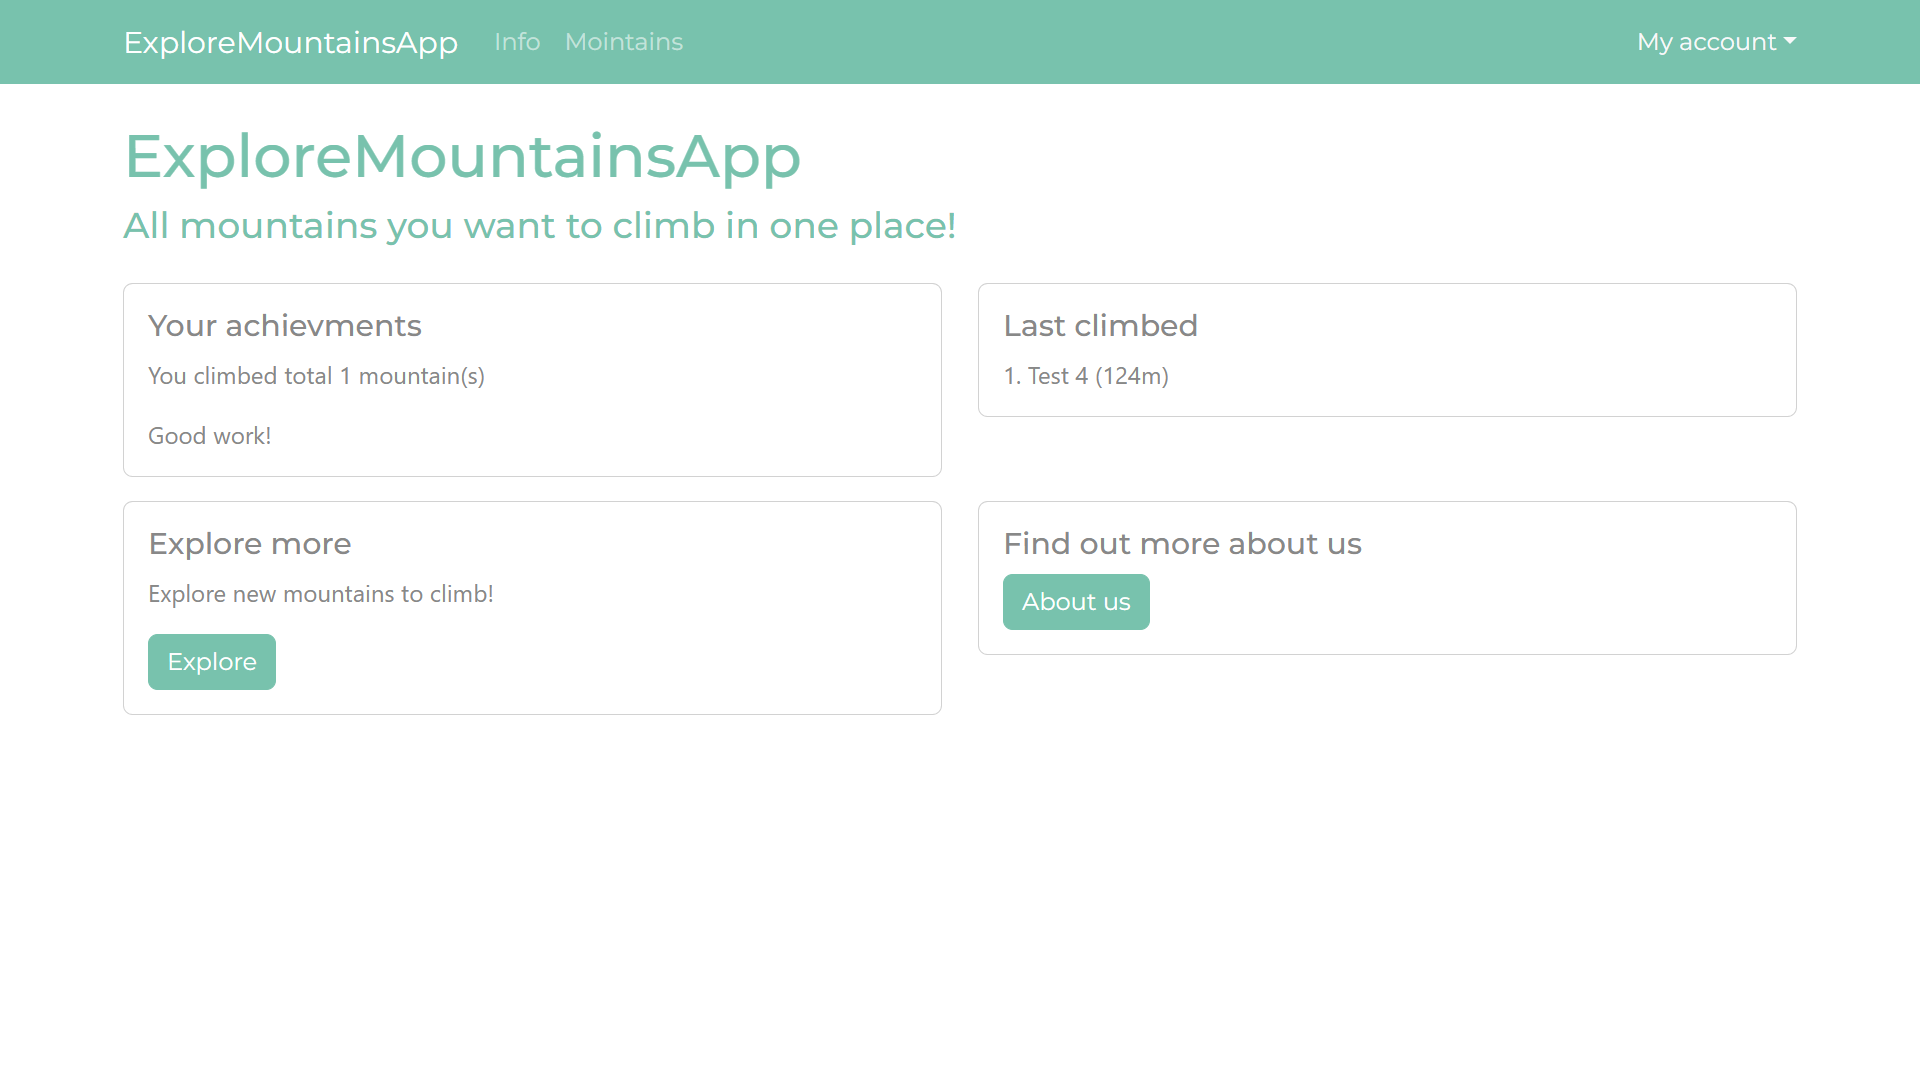 ExploreMountainsApp Info Mointains My account
ExploreMountainsApp
All mountains you want to climb in one place!
Your achievments
You climbed total 1 mountain(s)
Good work!
Last climbed
1. Test 4 (124m)
Explore more
Explore new mountains to climb!
Explore
Find out more about us
About us